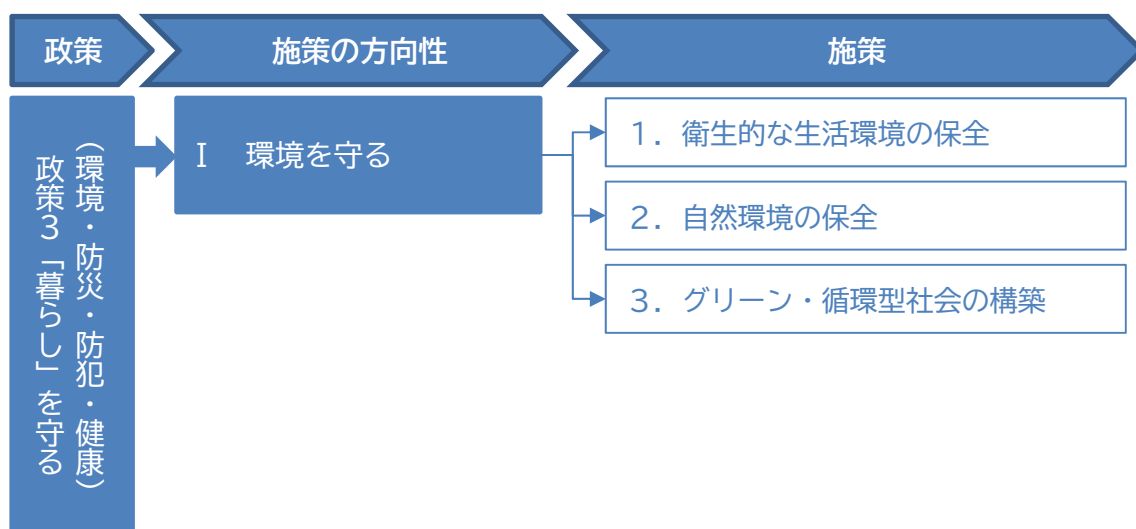 政策
施策の方向性
施策
政策3「暮らし」を守る
(環境・防災・防犯・健康)
Ⅰ 環境を守る
1. 衛生的な生活環境の保全
2. 自然環境の保全
3. グリーン・循環型社会の構築